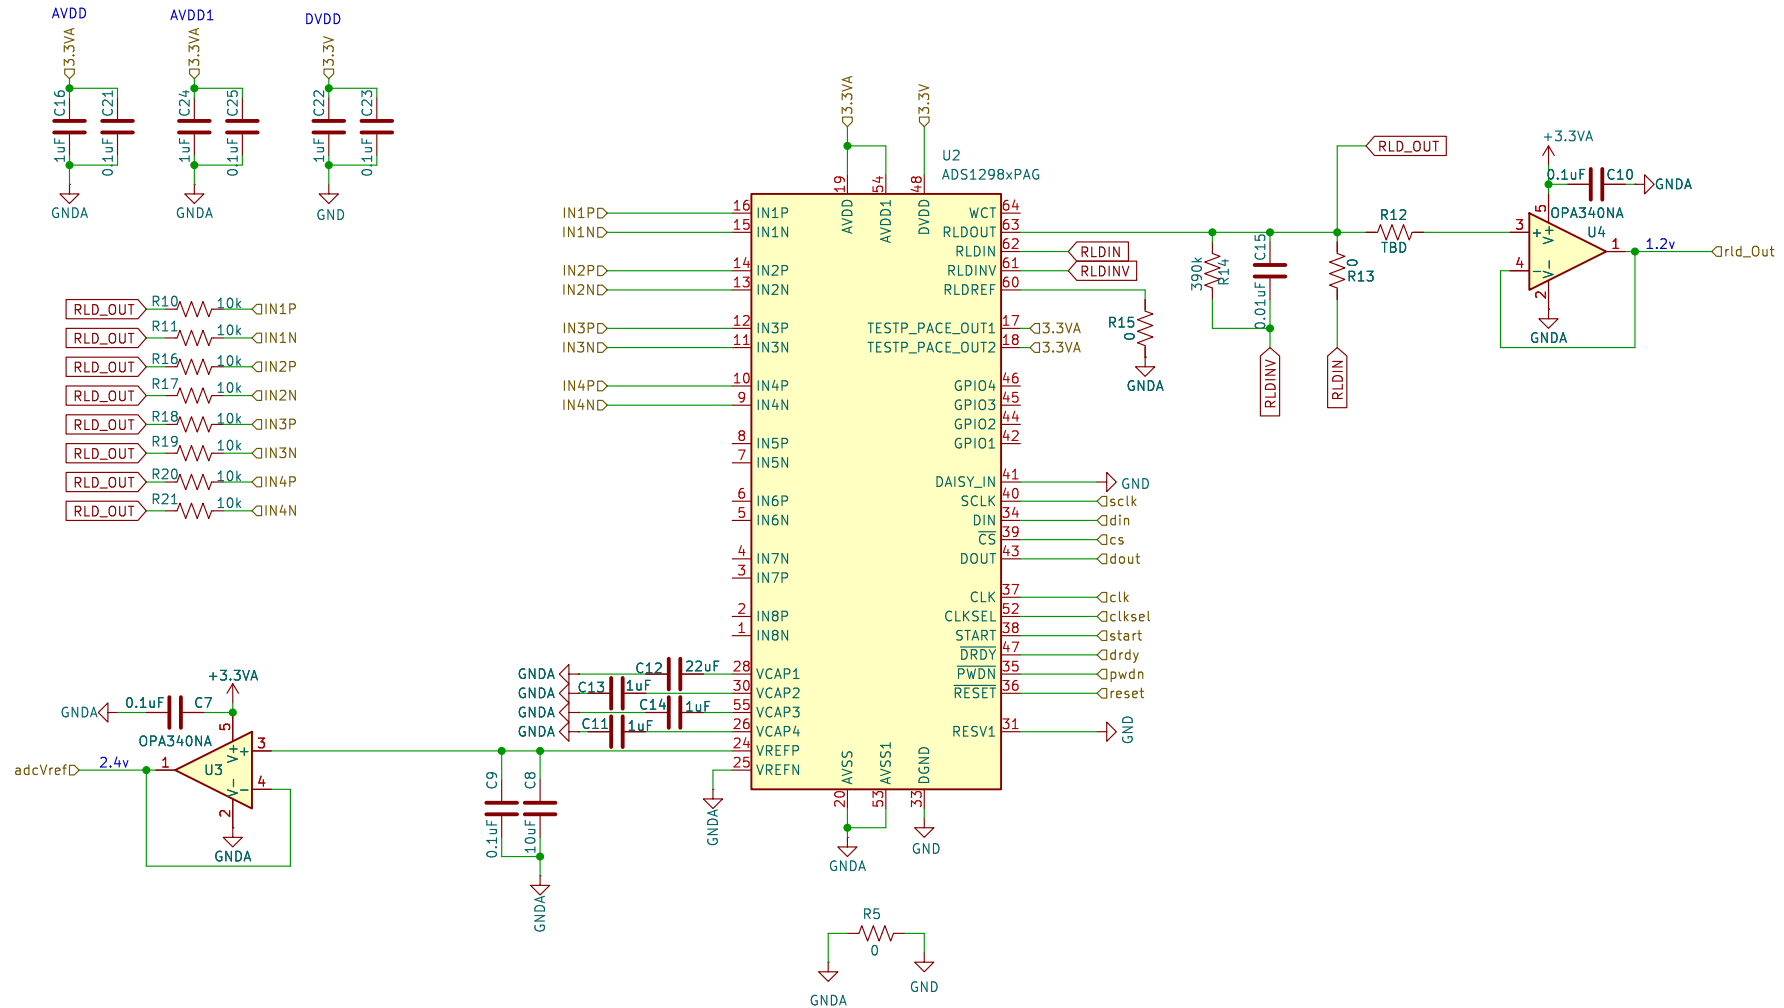 AVDD
3.3VA
C16
1uF
C21
0.1uF
GNDA
AVDD1
3.3VA
C24
1uF
C25
0.1uF
GNDA
DVDD
3.3V
C22
1uF
C23
0.1uF
GND
RLD_OUT R10 10k IN1P
RLD_OUT R11 10k IN1N
RLD_OUT R16 10k IN2P
RLD_OUT R17 10k IN2N
RLD_OUT R18 10k IN3P
RLD_OUT R19 10k IN3N
RLD_OUT R20 10k IN4P
RLD_OUT R21 10k IN4N
3.3VA
3.3V
U2
ADS1298xPAG
19 AVDD
54 AVDD1
48 DVDD
IN1P 16 IN1P
IN1N 15 IN1N
IN2P 14 IN2P
IN2N 13 IN2N
IN3P 12 IN3P
IN3N 11 IN3N
IN4P 10 IN4P
IN4N 9 IN4N
8 IN5P
7 IN5N
6 IN6P
5 IN6N
4 IN7N
3 IN7P
2 IN8P
1 IN8N
GNDA C12 22uF 28 VCAP1
GNDA C13 1uF 30 VCAP2
GNDA C14 1uF 55 VCAP3
GNDA C11 1uF 26 VCAP4
24 VREFP
25 VREFN
GNDA
WCT 64
RLDOUT 63
RLDIN 62 RLDIN
RLDINV 61 RLDINV
RLDREF 60
TESTP_PACE_OUT1 17 3.3VA
TESTP_PACE_OUT2 18 3.3VA
GPIO4 46
GPIO3 45
GPIO2 44
GPIO1 42
DAISY_IN 41 GND
SCLK 40 sclk
DIN 34 din
CS 39 cs
DOUT 43 dout
CLK 37 clk
CLKSEL 52 clksel
START 38 start
DRDY 47 drdy
PWDN 35 pwdn
RESET 36 reset
RESV1 31 GND
AVSS 20
AVSS1 53
DGND 33
GNDA
GND
R15
0
GNDA
390k
R14
C15
0.01uF
RLDINV
RLD_OUT
0
R13
RLDIN
R12
TBD
+3.3VA
0.1uF C10 GNDA
OPA340NA
U4
3 +
4 -
5 V+
2 V-
1
1.2v
rld_Out
GNDA
+3.3VA
0.1uF C7
GNDA
OPA340NA
U3
5 V+
3 +
4 -
2 V-
1
2.4v
adcVref
GNDA
C9
0.1uF
C8
10uF
GNDA
R5
0
GNDA
GND